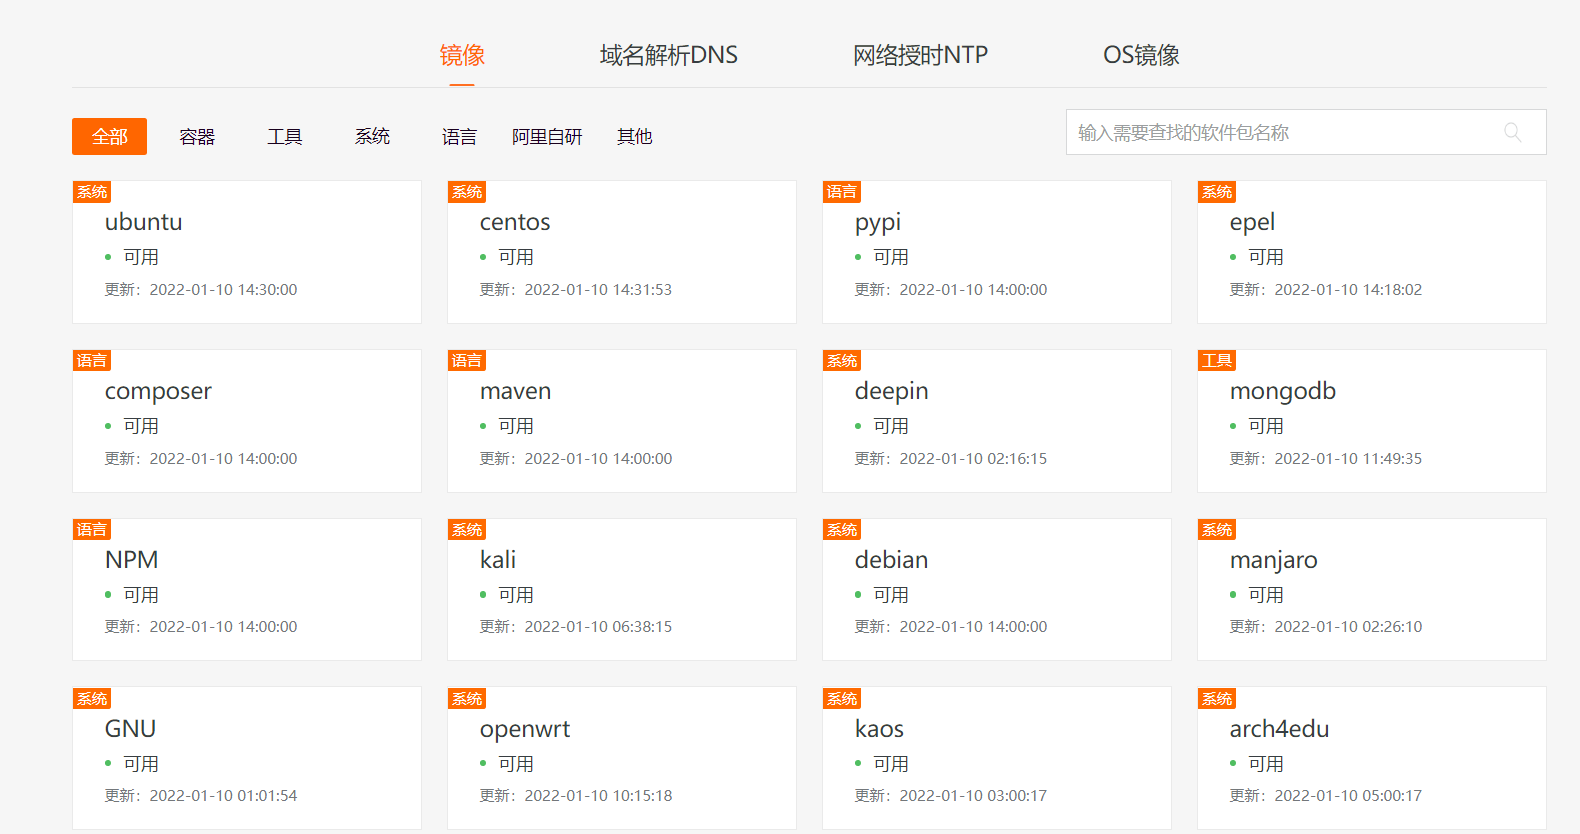 镜像 域名解析DNS 网络授时NTP OS镜像
全部 容器 工具 系统 语言 阿里自研 其他 输入需要查找的软件包名称
系统 系统 语言 系统
ubuntu centos pypi epel
可用 可用 可用 可用
更新：2022-01-10 14:30:00 更新：2022-01-10 14:31:53 更新：2022-01-10 14:00:00 更新：2022-01-10 14:18:02
语言 语言 系统 工具
composer maven deepin mongodb
可用 可用 可用 可用
更新：2022-01-10 14:00:00 更新：2022-01-10 14:00:00 更新：2022-01-10 02:16:15 更新：2022-01-10 11:49:35
语言 系统 系统 系统
NPM kali debian manjaro
可用 可用 可用 可用
更新：2022-01-10 14:00:00 更新：2022-01-10 06:38:15 更新：2022-01-10 14:00:00 更新：2022-01-10 02:26:10
系统 系统 系统 系统
GNU openwrt kaos arch4edu
可用 可用 可用 可用
更新：2022-01-10 01:01:54 更新：2022-01-10 10:15:18 更新：2022-01-10 03:00:17 更新：2022-01-10 05:00:17